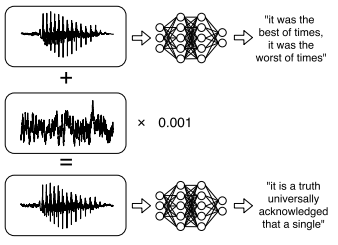 "it was the
best of times,
it was the
worst of times"
+
× 0.001
=
"it is a truth
universally
acknowledged
that a single"